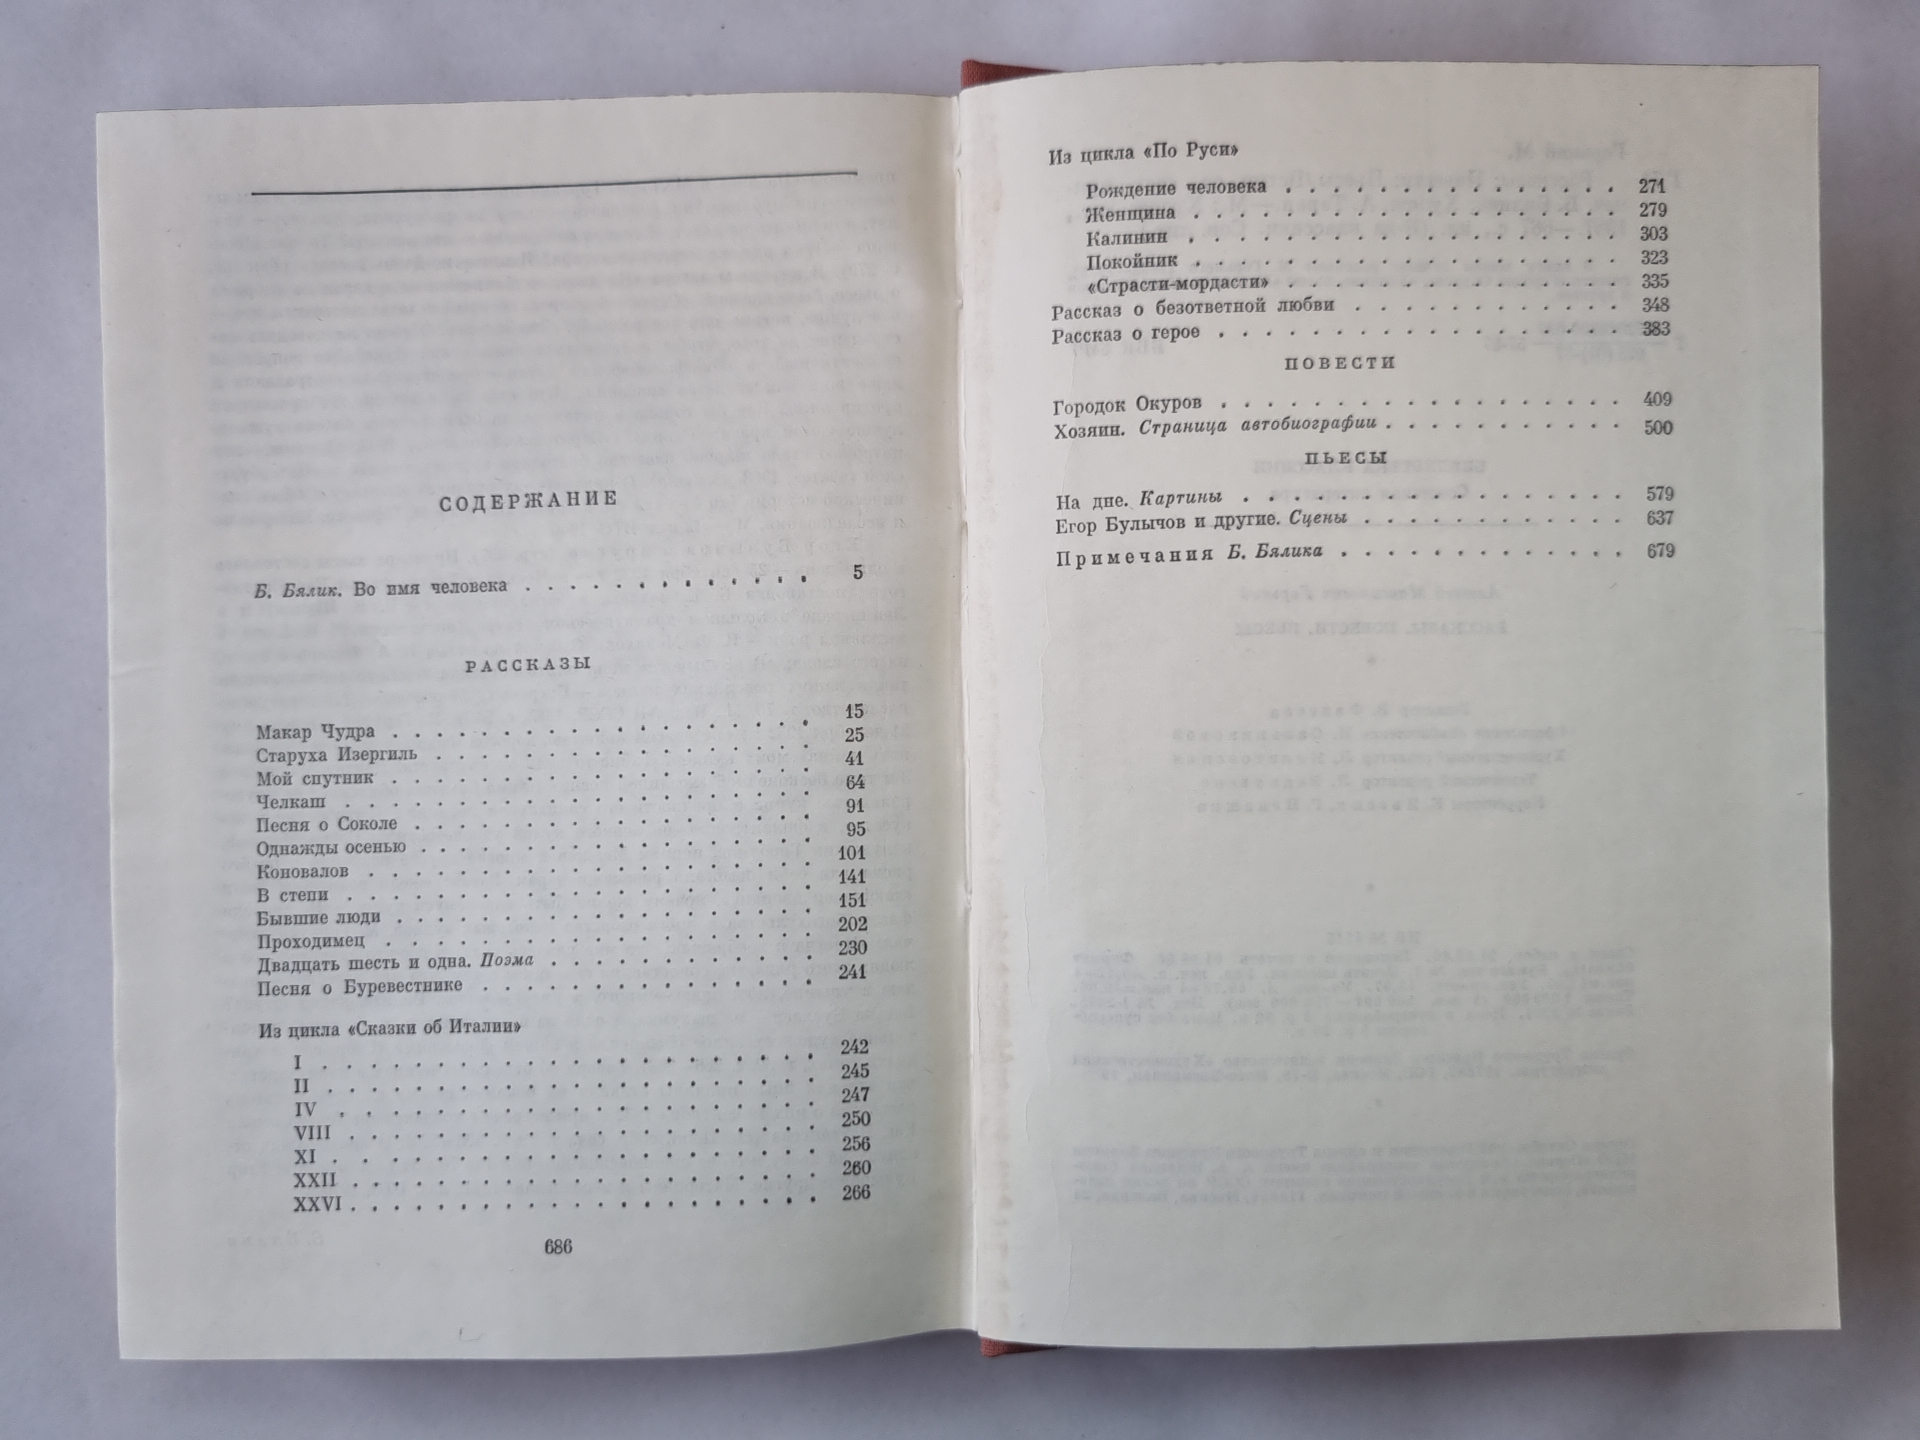 СОДЕРЖАНИЕ
Б. Бялик. Во имя человека . . . . . . . . . . . . . 5
РАССКАЗЫ
Макар Чудра . . . . . . . . . . . . . . . . . 15
Старуха Изергиль . . . . . . . . . . . . . . . 25
Мой спутник . . . . . . . . . . . . . . . . . 41
Челкаш . . . . . . . . . . . . . . . . . . . 64
Песня о Соколе . . . . . . . . . . . . . . . . 91
Однажды осенью . . . . . . . . . . . . . . . . 95
Коновалов . . . . . . . . . . . . . . . . . . 101
В степи . . . . . . . . . . . . . . . . . . . 141
Бывшие люди . . . . . . . . . . . . . . . . . 151
Проходимец . . . . . . . . . . . . . . . . . 202
Двадцать шесть и одна. Поэма . . . . . . . . . . . 230
Песня о Буревестнике . . . . . . . . . . . . . . 241
Из цикла «Сказки об Италии»
I . . . . . . . . . . . . . . . . . . . 242
II . . . . . . . . . . . . . . . . . . . 245
IV . . . . . . . . . . . . . . . . . . . 247
VIII . . . . . . . . . . . . . . . . . . 250
XI . . . . . . . . . . . . . . . . . . . 256
XXII . . . . . . . . . . . . . . . . . . 260
XXVI . . . . . . . . . . . . . . . . . . 266
686
Из цикла «По Руси»
Рождение человека . . . . . . . . . . . . . . 271
Женщина . . . . . . . . . . . . . . . . . 279
Калинин . . . . . . . . . . . . . . . . . 303
Покойник . . . . . . . . . . . . . . . . . 323
«Страсти-мордасти» . . . . . . . . . . . . . . 335
Рассказ о безответной любви . . . . . . . . . . . 348
Рассказ о герое . . . . . . . . . . . . . . . . 383
ПОВЕСТИ
Городок Окуров . . . . . . . . . . . . . . . . 409
Хозяин. Страница автобиографии . . . . . . . . . . 500
ПЬЕСЫ
На дне. Картины . . . . . . . . . . . . . . . 579
Егор Булычов и другие. Сцены . . . . . . . . . . . 637
Примечания Б. Бялика . . . . . . . . . . . . 679